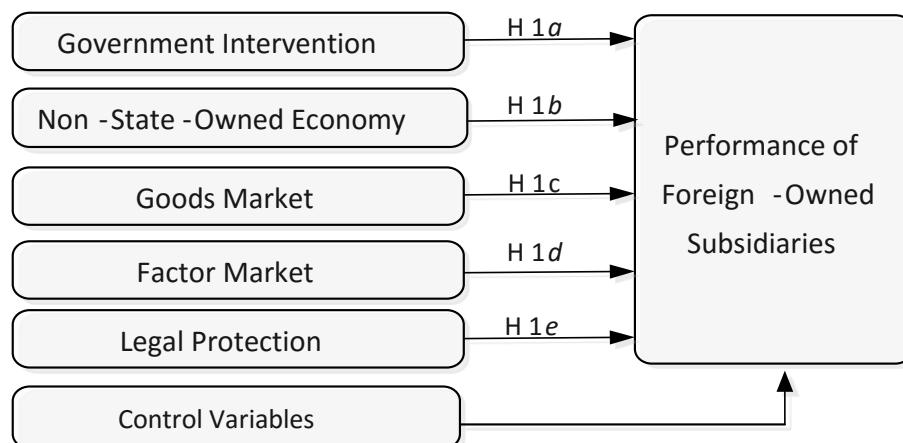 Government Intervention
H 1a
Non -State -Owned Economy
H 1b
Goods Market
H 1c
Factor Market
H 1d
Legal Protection
H 1e
Control Variables
Performance of
Foreign -Owned
Subsidiaries